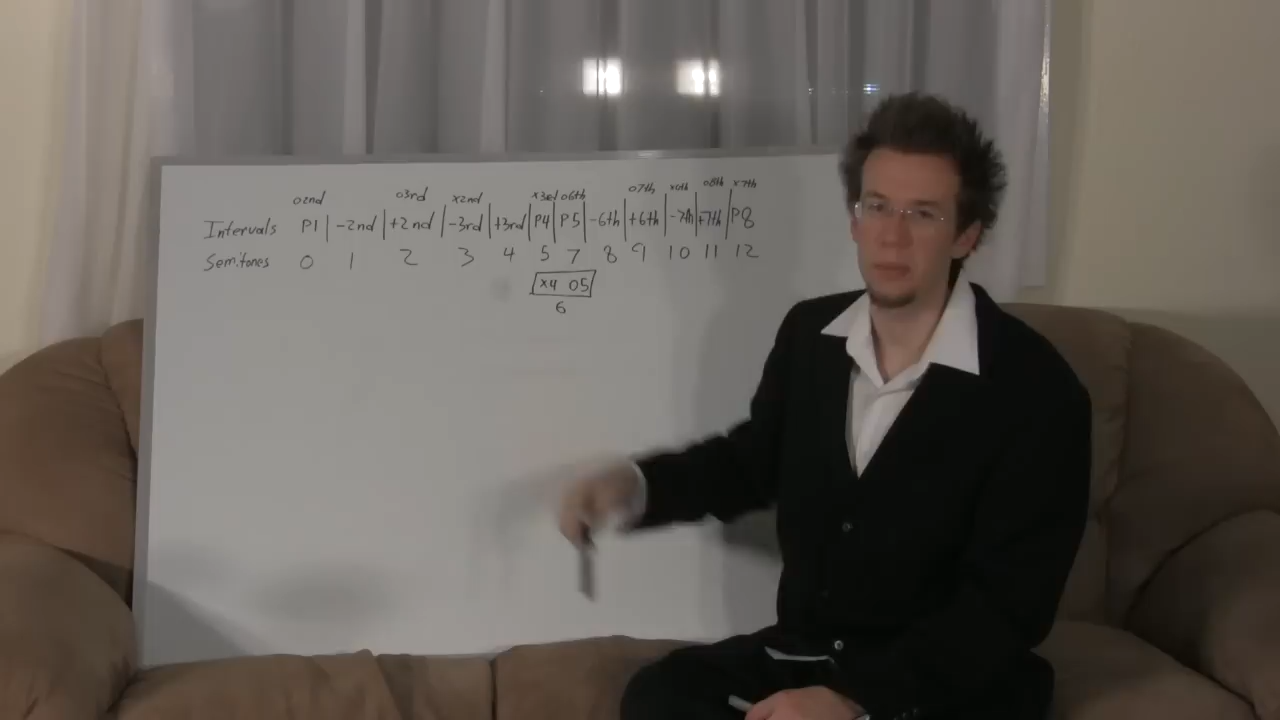 o2nd o3rd x2nd x3rd o6th o7th x6th o8th x7th
Intervals P1 | -2nd | +2nd | -3rd | +3rd | P4 | P5 | -6th | +6th | -7th | +7th | P8
Semitones 0 1 2 3 4 5 7 8 9 10 11 12
x4 o5
6